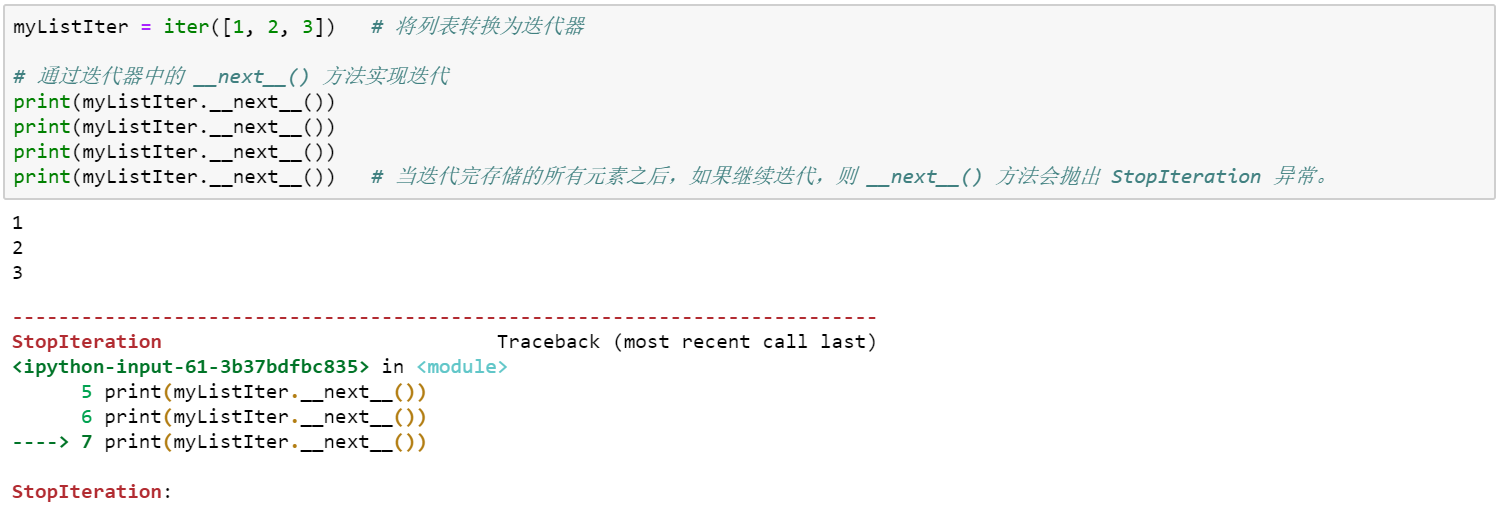 myListIter = iter([1, 2, 3])   # 将列表转换为迭代器
# 通过迭代器中的 __next__() 方法实现迭代
print(myListIter.__next__())
print(myListIter.__next__())
print(myListIter.__next__())
print(myListIter.__next__())   # 当迭代完存储的所有元素之后，如果继续迭代，则 __next__() 方法会抛出 StopIteration 异常。
1
2
3
---------------------------------------------------------------------------
StopIteration                             Traceback (most recent call last)
<ipython-input-61-3b37bdfbc835> in <module>
      5 print(myListIter.__next__())
      6 print(myListIter.__next__())
----> 7 print(myListIter.__next__())
StopIteration: